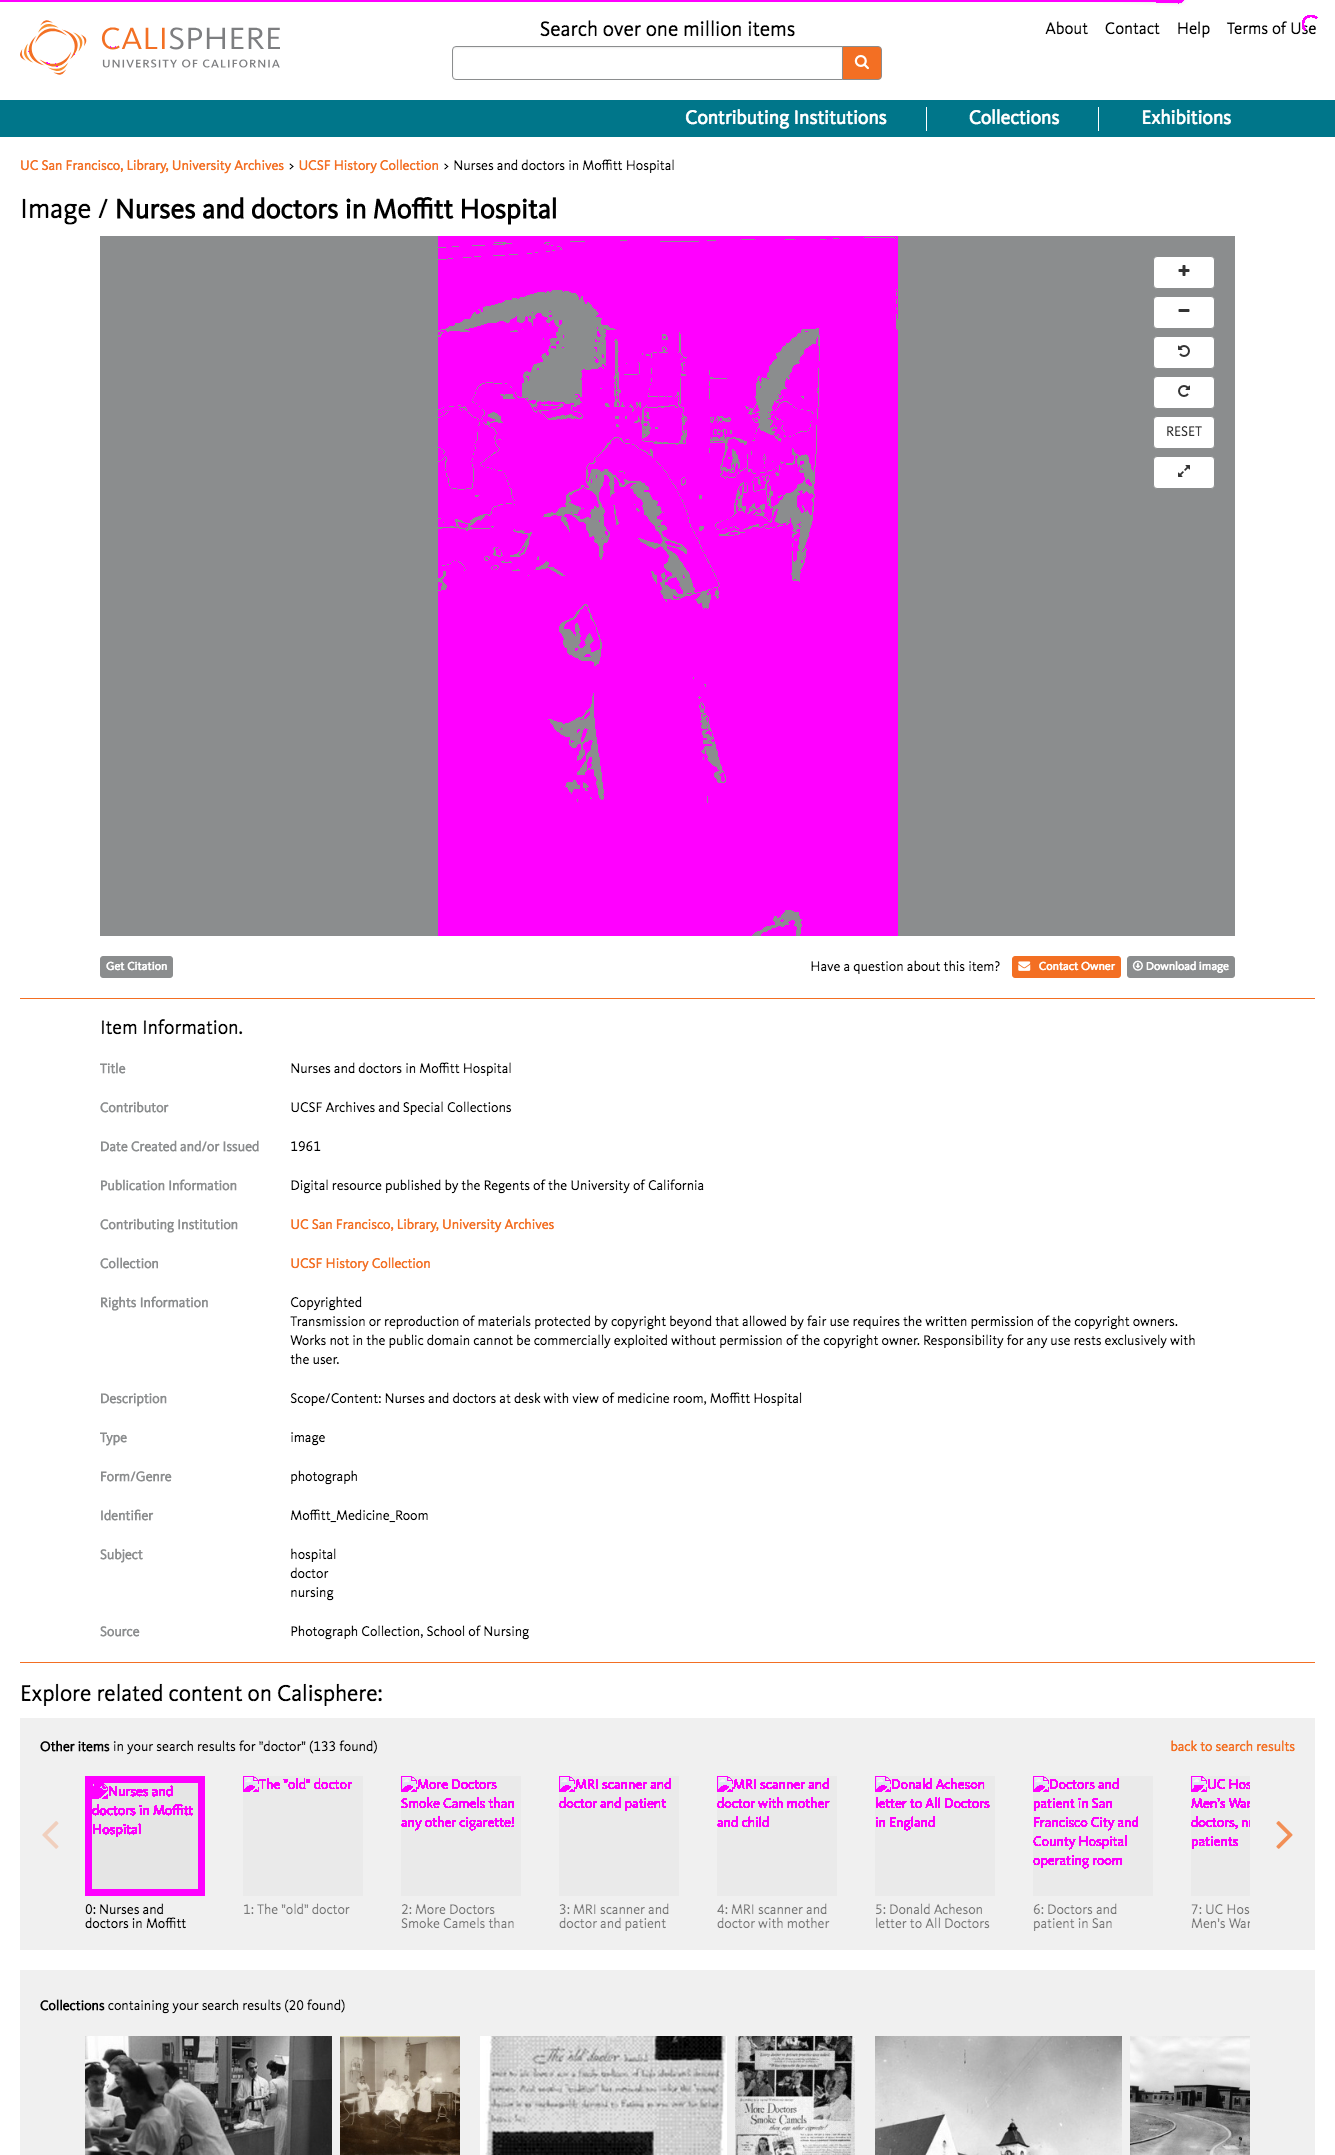 CALISPHERE
UNIVERSITY OF CALIFORNIA
Search over one million items
About Contact Help Terms of Use
Contributing Institutions Collections Exhibitions
UC San Francisco, Library, University Archives > UCSF History Collection > Nurses and doctors in Moffitt Hospital
Image / Nurses and doctors in Moffitt Hospital
RESET
Get Citation
Have a question about this item? Contact Owner Download image
Item Information.
Title Nurses and doctors in Moffitt Hospital
Contributor UCSF Archives and Special Collections
Date Created and/or Issued 1961
Publication Information Digital resource published by the Regents of the University of California
Contributing Institution UC San Francisco, Library, University Archives
Collection UCSF History Collection
Rights Information Copyrighted
Transmission or reproduction of materials protected by copyright beyond that allowed by fair use requires the written permission of the copyright owners.
Works not in the public domain cannot be commercially exploited without permission of the copyright owner. Responsibility for any use rests exclusively with
the user.
Description Scope/Content: Nurses and doctors at desk with view of medicine room, Moffitt Hospital
Type image
Form/Genre photograph
Identifier Moffitt_Medicine_Room
Subject hospital
doctor
nursing
Source Photograph Collection, School of Nursing
Explore related content on Calisphere:
Other items in your search results for "doctor" (133 found) back to search results
Nurses and
doctors in Moffitt
Hospital
0: Nurses and
doctors in Moffitt
The "old" doctor
1: The "old" doctor
More Doctors
Smoke Camels than
any other cigarette!
2: More Doctors
Smoke Camels than
MRI scanner and
doctor and patient
3: MRI scanner and
doctor and patient
MRI scanner and
doctor with mother
and child
4: MRI scanner and
doctor with mother
Donald Acheson
letter to All Doctors
in England
5: Donald Acheson
letter to All Doctors
Doctors and
patient in San
Francisco City and
County Hospital
operating room
6: Doctors and
patient in San
UC Hos
Men's War
doctors, nu
patients
7: UC Hos
Men's War
Collections containing your search results (20 found)
The old doctor
More Doctors
Smoke Camels